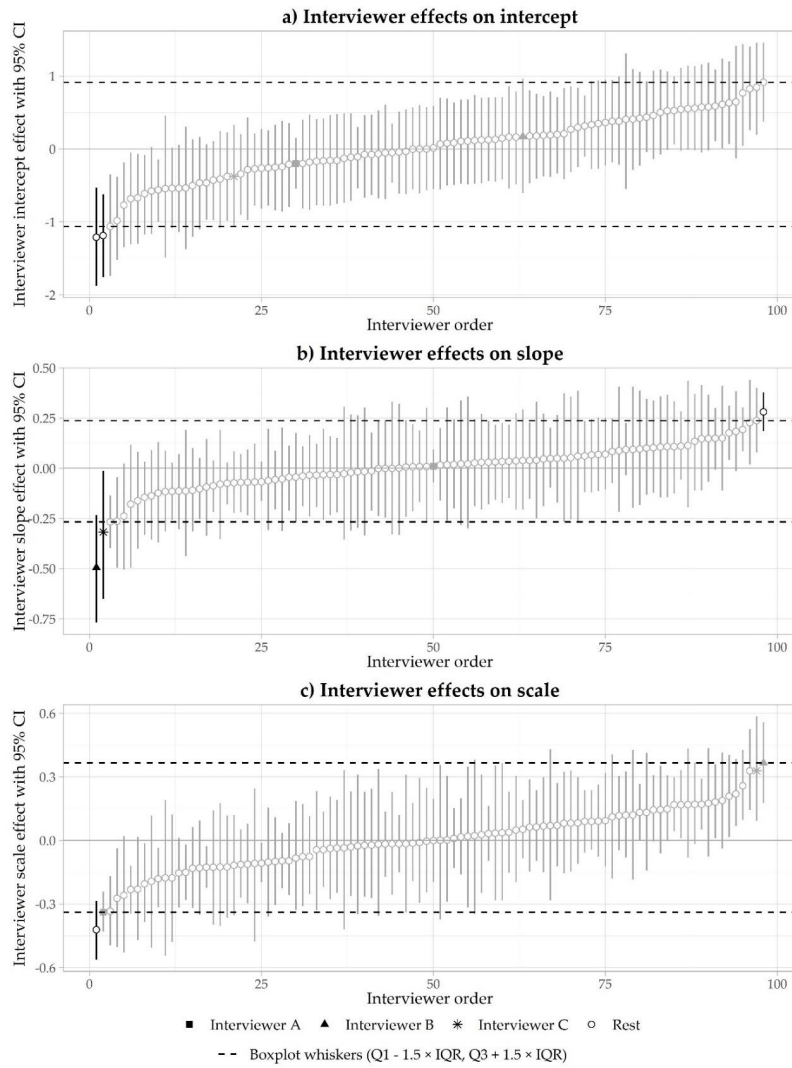 a) Interviewer effects on intercept
Interviewer intercept effect with 95% CI
1
0
-1
-2
0
25
50
75
100
Interviewer order
b) Interviewer effects on slope
Interviewer slope effect with 95% CI
0.50
0.25
0.00
-0.25
-0.50
-0.75
0
25
50
75
100
Interviewer order
c) Interviewer effects on scale
Interviewer scale effect with 95% CI
0.6
0.3
0.0
-0.3
-0.6
0
25
50
75
100
Interviewer order
Interviewer A Interviewer B Interviewer C Rest
Boxplot whiskers (Q1 - 1.5 × IQR, Q3 + 1.5 × IQR)